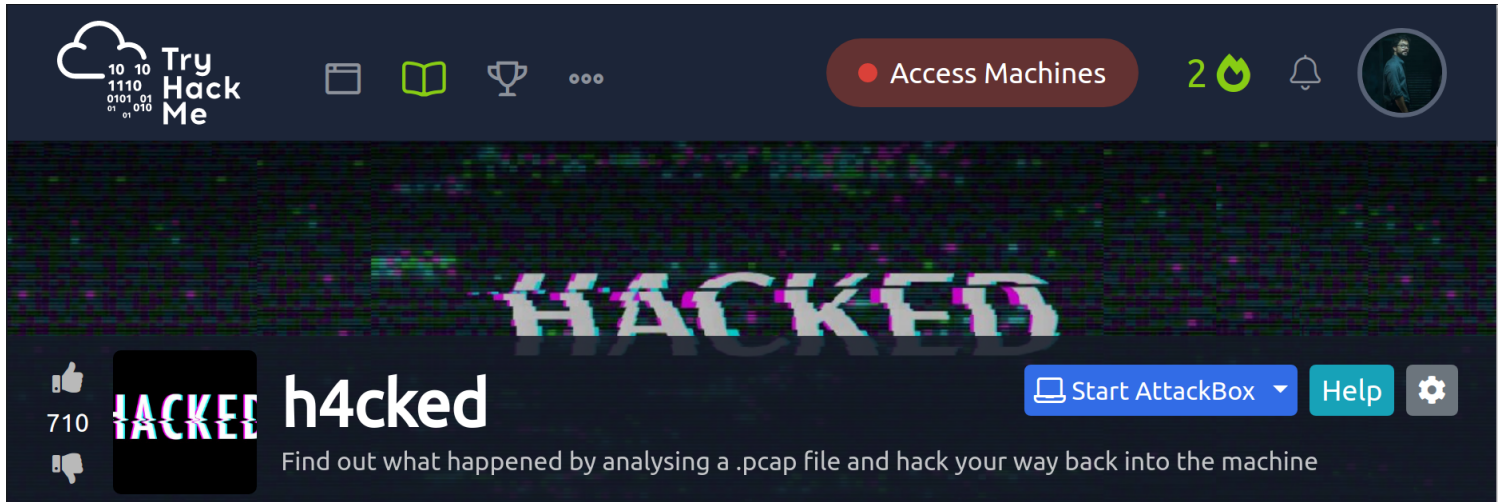 10 10
1110
0101 01
01 010
01
Try
Hack
Me
Access Machines
2
HACKED
710
HACKED
h4cked
Start AttackBox
Help
Find out what happened by analysing a .pcap file and hack your way back into the machine